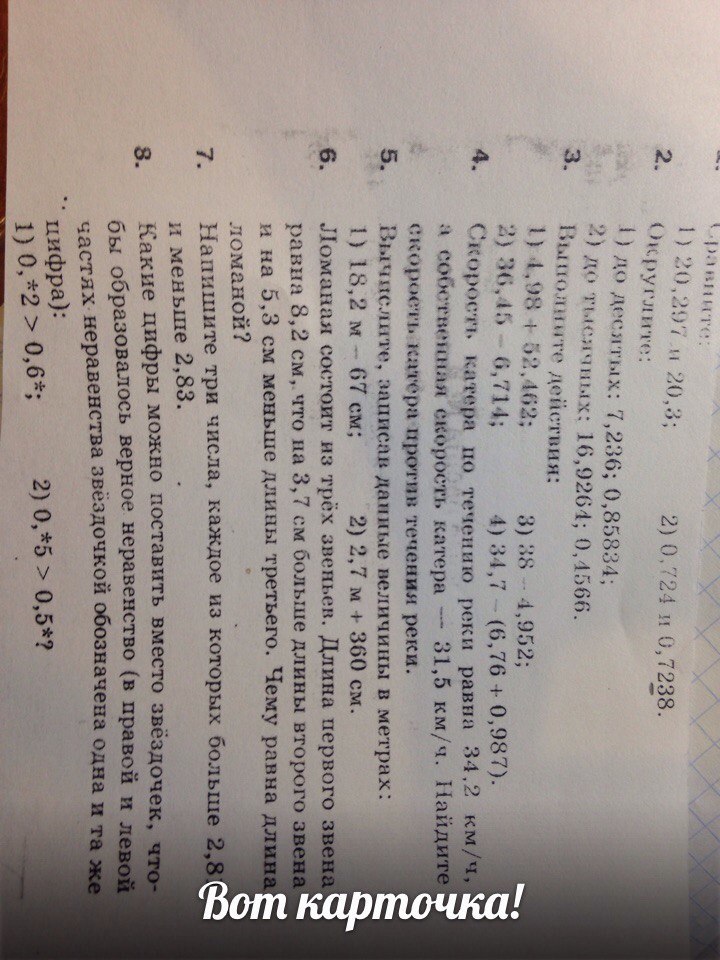 Сравните:
1) 20,297 и 20,3; 2) 0,724 и 0,7238.
2. Округлите:
1) до десятых: 7,236; 0,85834;
2) до тысячных: 16,9264; 0,4566.
3. Выполните действия:
1) 4,98 + 52,462; 3) 38 – 4,952;
2) 36,45 – 6,714; 4) 34,7 – (6,76 + 0,987).
4. Скорость катера по течению реки равна 34,2 км/ч,
а собственная скорость катера — 31,5 км/ч. Найдите
скорость катера против течения реки.
5. Вычислите, записав данные величины в метрах:
1) 18,2 м – 67 см; 2) 2,7 м + 360 см.
6. Ломаная состоит из трёх звеньев. Длина первого звена
равна 8,2 см, что на 3,7 см больше длины второго звена
и на 5,3 см меньше длины третьего. Чему равна длина
ломаной?
7. Напишите три числа, каждое из которых больше
и меньше 2,83.
8. Какие цифры можно поставить вместо звёздочек, что-
бы образовалось верное неравенство (в правой и левой
частях неравенства звёздочкой обозначена одна и та же
цифра):
1) 0,*2 > 0,6*; 2) 0,*5 > 0,5*?
Вот карточка!